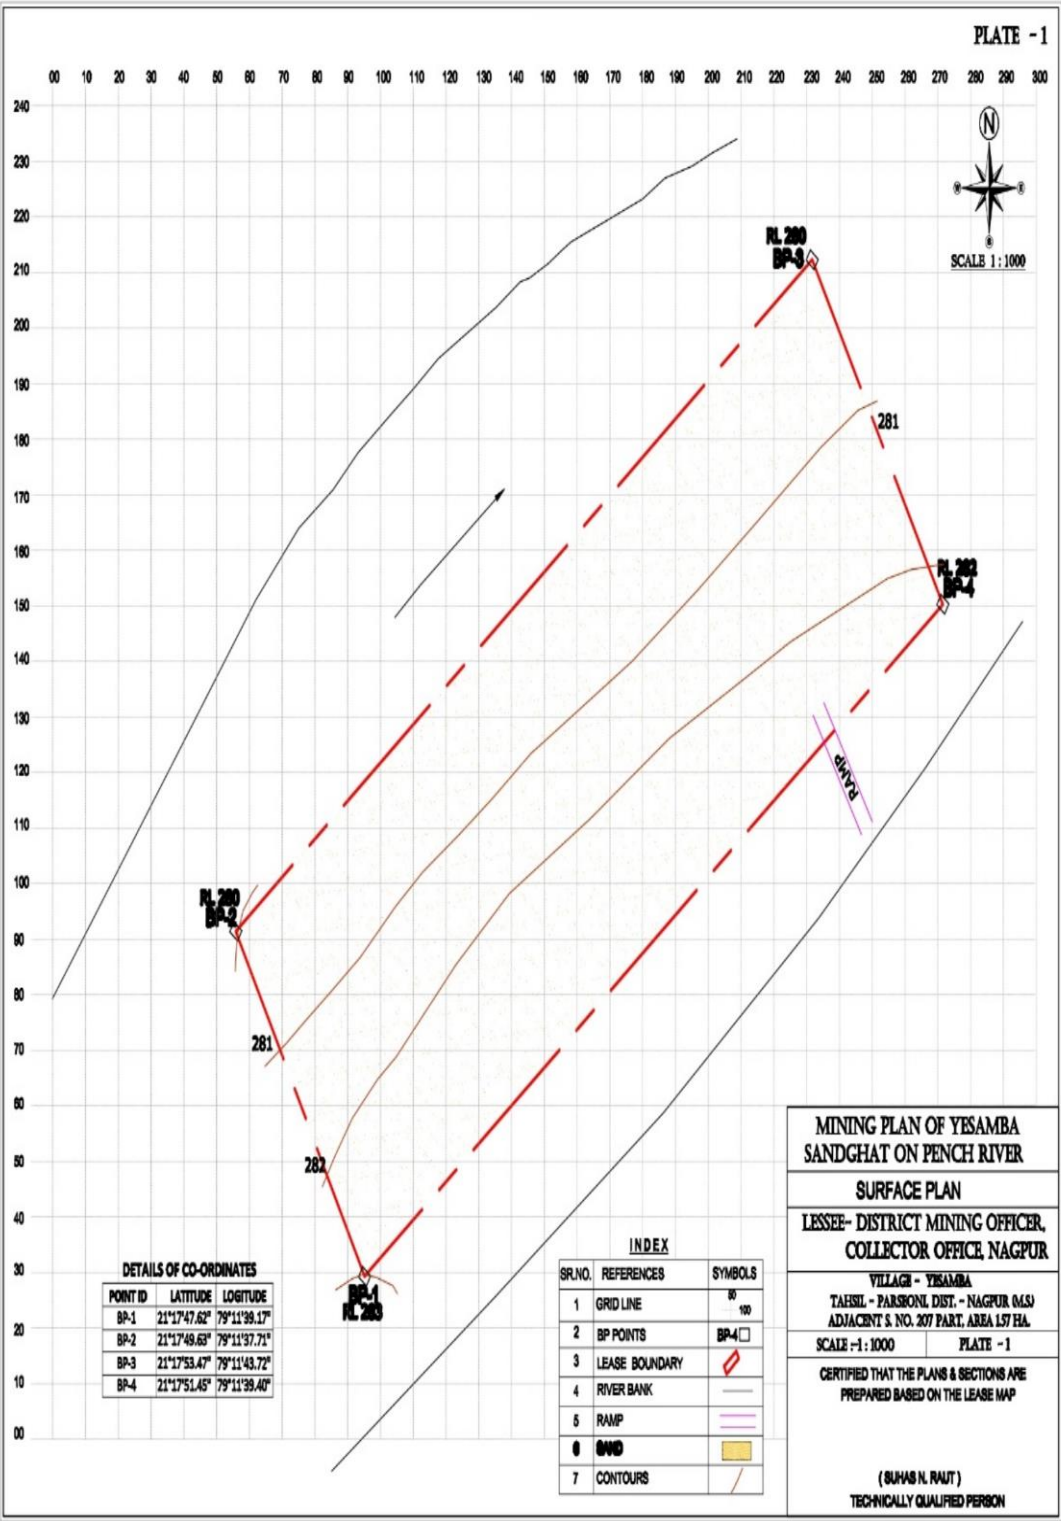 PLATE - 1
00 10 20 30 40 50 60 70 80 90 100 110 120 130 140 150 160 170 180 190 200 210 220 230 240 250 260 270 280 290 300
240
230
220
210
200
190
180
170
160
150
140
130
120
110
100
90
80
70
60
50
40
30
20
10
00
N
SCALE 1 : 1000
RL 280
BP-3
281
RL 282
BP-4
RAMP
RL 280
BP-2
281
282
BP-1
RL 283
DETAILS OF CO-ORDINATES
POINT ID LATITUDE LOGITUDE
BP-1 21°17'47.62" 79°11'39.17"
BP-2 21°17'49.63" 79°11'37.71"
BP-3 21°17'53.47" 79°11'43.72"
BP-4 21°17'51.45" 79°11'39.40"
INDEX
SR.NO. REFERENCES SYMBOLS
1 GRID LINE 50 100
2 BP POINTS BP-4
3 LEASE BOUNDARY
4 RIVER BANK
5 RAMP
6 SAND
7 CONTOURS
MINING PLAN OF YESAMBA
SANDGHAT ON PENCH RIVER
SURFACE PLAN
LESSEE- DISTRICT MINING OFFICER,
COLLECTOR OFFICE, NAGPUR
VILLAGE - YESAMBA
TAHSIL - PARSEONI, DIST. - NAGPUR (M.S.)
ADJACENT S. NO. 207 PART, AREA 1.57 HA.
SCALE :-1 : 1000 PLATE - 1
CERTIFIED THAT THE PLANS & SECTIONS ARE
PREPARED BASED ON THE LEASE MAP
( SUHAS N. RAUT )
TECHNICALLY QUALIFIED PERSON